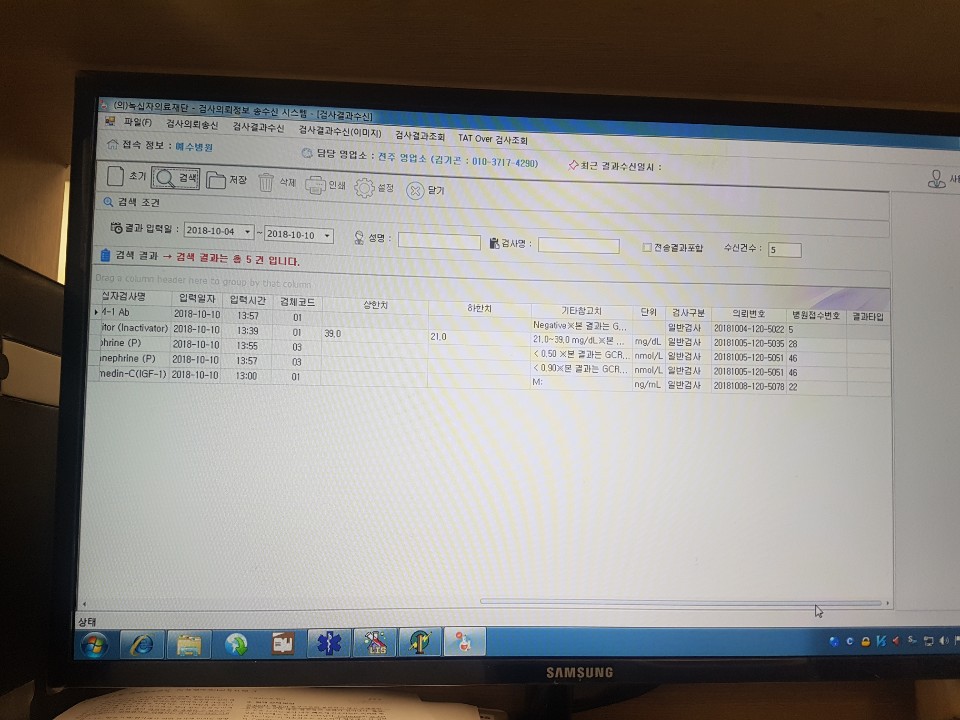 (의)녹십자의료재단 - 검사의뢰정보 송수신 시스템 - [검사결과수신]
파일(F) 검사의뢰송신 검사결과수신 검사결과수신(이미지) 검사결과조회 TAT Over 검사조회
접속 정보 : 예수병원 담당 영업소 : 전주 영업소 (김기곤 : 010-3717-4290) 최근 결과수신일시 :
초기 검색 저장 삭제 인쇄 설정 닫기
검색 조건
결과 입력일 : 2018-10-04 ~ 2018-10-10 성명 : 검사명 : 전송결과포함 수신건수 : 5
검색 결과 → 검색 결과는 총 5 건 입니다.
Drag a column header here to group by that column
십자검사명 입력일자 입력시간 검체코드 상한치 하한치 기타참고치 단위 검사구분 의뢰번호 병원접수번호 결과타입
-1 Ab 2018-10-10 13:57 01 Negative※본 결과는 G... 일반검사 20181004-120-5022 5
itor (Inactivator) 2018-10-10 13:39 01 39.0 21.0 21.0~39.0 mg/dL※본 ... mg/dL 일반검사 20181005-120-5035 28
phrine (P) 2018-10-10 13:55 03 < 0.50 ※본 결과는 GCR... nmol/L 일반검사 20181005-120-5051 46
nephrine (P) 2018-10-10 13:57 03 < 0.90※본 결과는 GCR... nmol/L 일반검사 20181005-120-5051 46
medin-C(IGF-1) 2018-10-10 13:00 01 M: ng/mL 일반검사 20181008-120-5078 22
상태
LIS
SAMSUNG